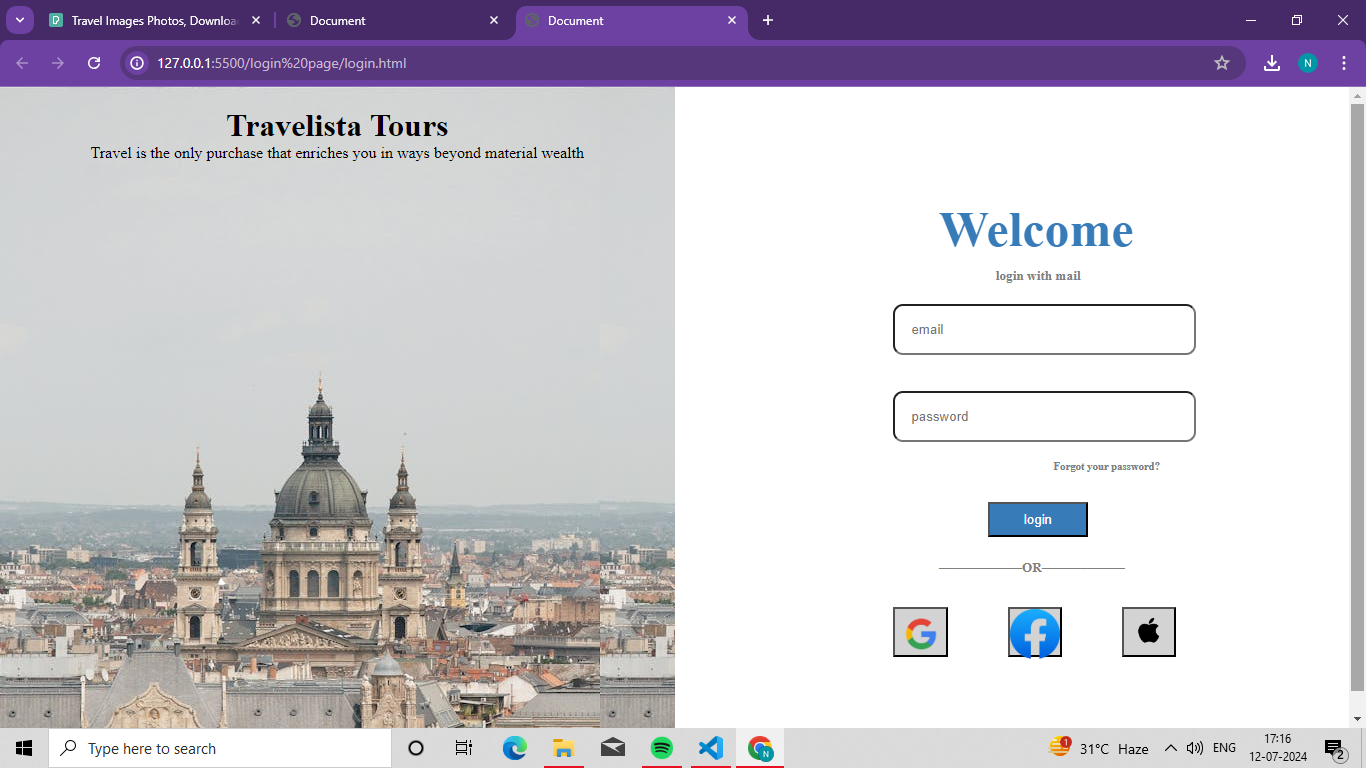 Travel Images Photos, Downloa
Document
Document
127.0.0.1:5500/login%20page/login.html
N
Travelista Tours
Travel is the only purchase that enriches you in ways beyond material wealth
Welcome
login with mail
email
password
Forgot your password?
login
——————OR——————
Type here to search
N
1
31°C Haze
ENG
17:16
12-07-2024
2